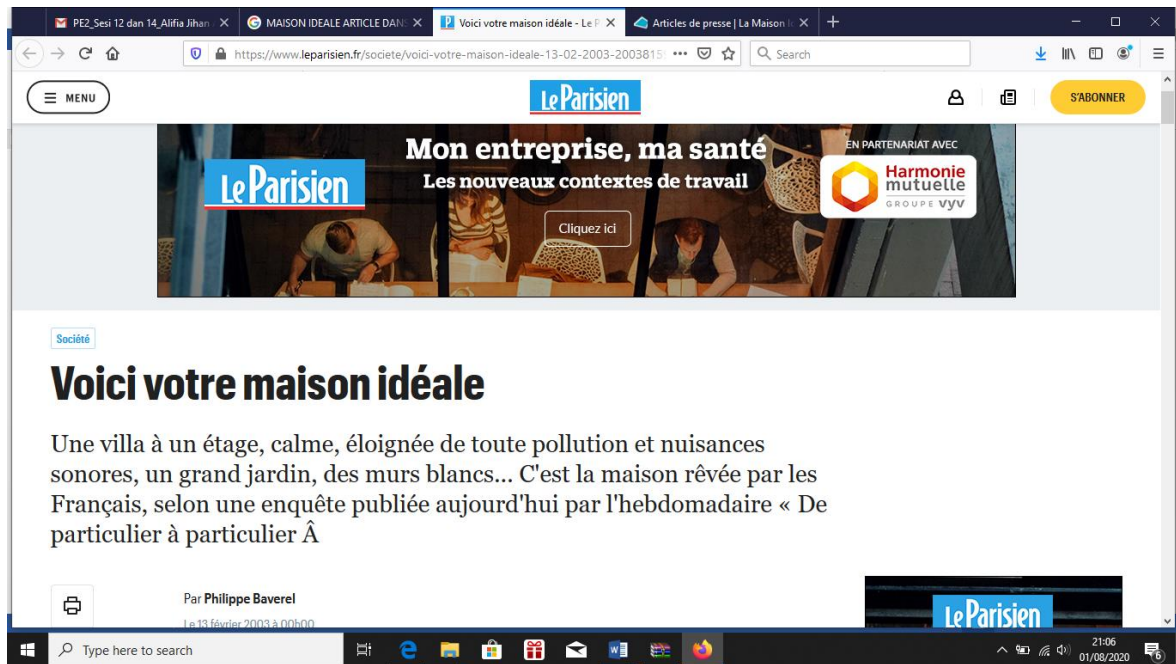 PE2_Sesi 12 dan 14_Alifia Jihan
MAISON IDEALE ARTICLE DAN
Voici votre maison idéale - Le P
Articles de presse | La Maison
https://www.leparisien.fr/societe/voici-votre-maison-ideale-13-02-2003-2003815
Search
MENU
Le Parisien
S'ABONNER
Le Parisien
Mon entreprise, ma santé
Les nouveaux contextes de travail
Cliquez ici
EN PARTENARIAT AVEC
Harmonie
mutuelle
GROUPE vyv
Société
Voici votre maison idéale
Une villa à un étage, calme, éloignée de toute pollution et nuisances
sonores, un grand jardin, des murs blancs... C'est la maison rêvée par les
Français, selon une enquête publiée aujourd'hui par l'hebdomadaire « De
particulier à particulier Â
Par Philippe Baverel
Le 13 février 2003 à 00h00
Le Parisien
Type here to search
21:06
01/08/2020
6